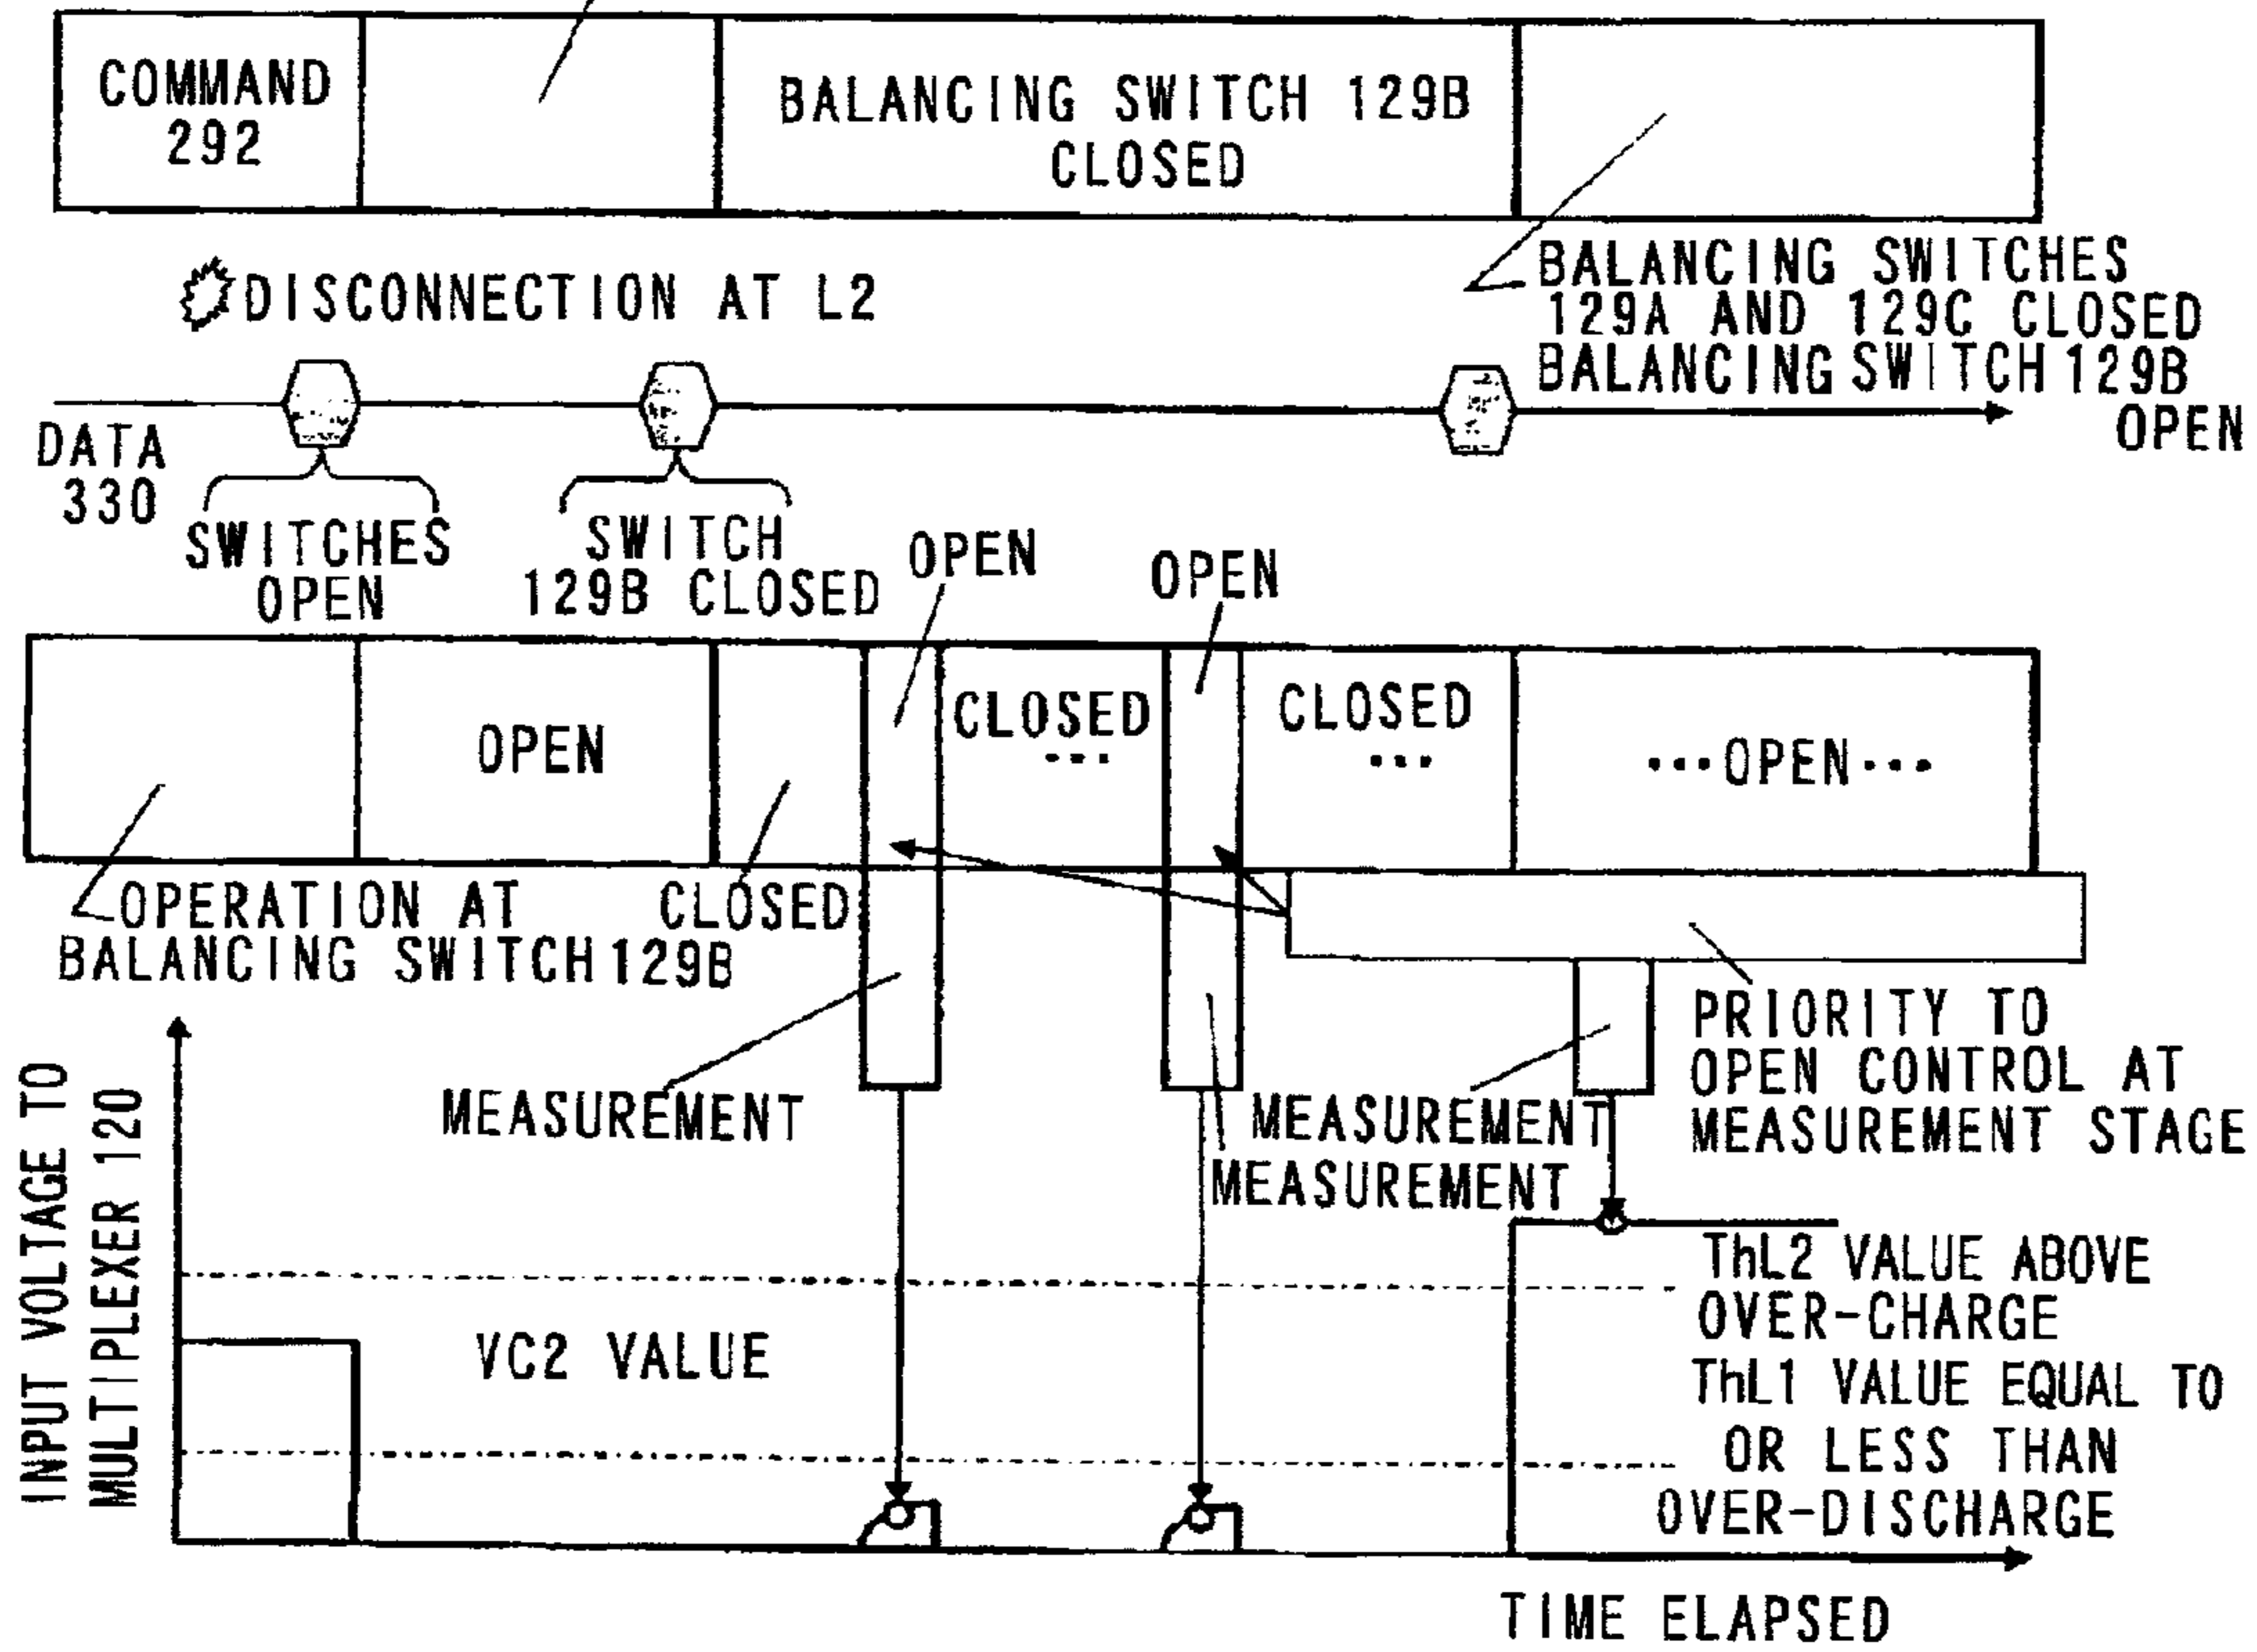 COMMAND
292
BALANCING SWITCH 129B
CLOSED
DISCONNECTION AT L2
BALANCING SWITCHES
129A AND 129C CLOSED
BALANCING SWITCH 129B
OPEN
DATA
330
SWITCHES
OPEN
SWITCH
129B CLOSED
OPEN
OPEN
OPEN
CLOSED
...
CLOSED
...
...OPEN...
OPERATION AT
BALANCING SWITCH 129B
CLOSED
MEASUREMENT
MEASUREMENT
MEASUREMENT
PRIORITY TO
OPEN CONTROL AT
MEASUREMENT STAGE
INPUT VOLTAGE TO
MULTIPLEXER 120
VC2 VALUE
ThL2 VALUE ABOVE
OVER-CHARGE
ThL1 VALUE EQUAL TO
OR LESS THAN
OVER-DISCHARGE
TIME ELAPSED